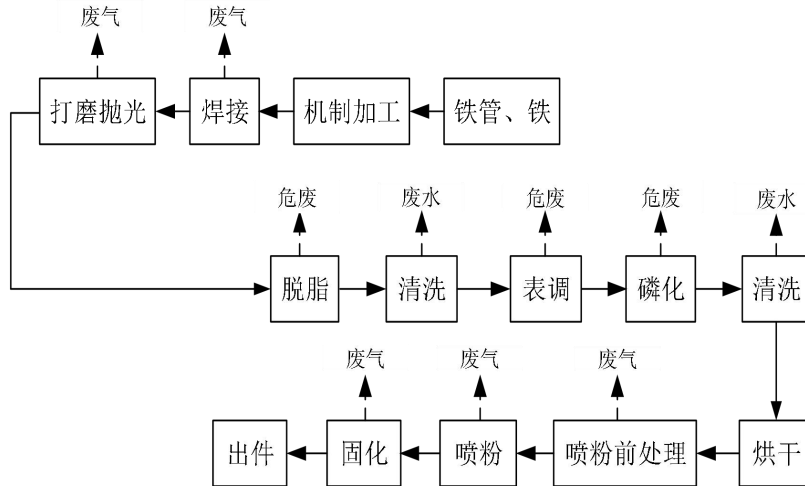 废气 废气
打磨抛光 焊接 机制加工 铁管、铁
危废 废水 危废 危废 废水
脱脂 清洗 表调 磷化 清洗
废气 废气 废气
出件 固化 喷粉 喷粉前处理 烘干